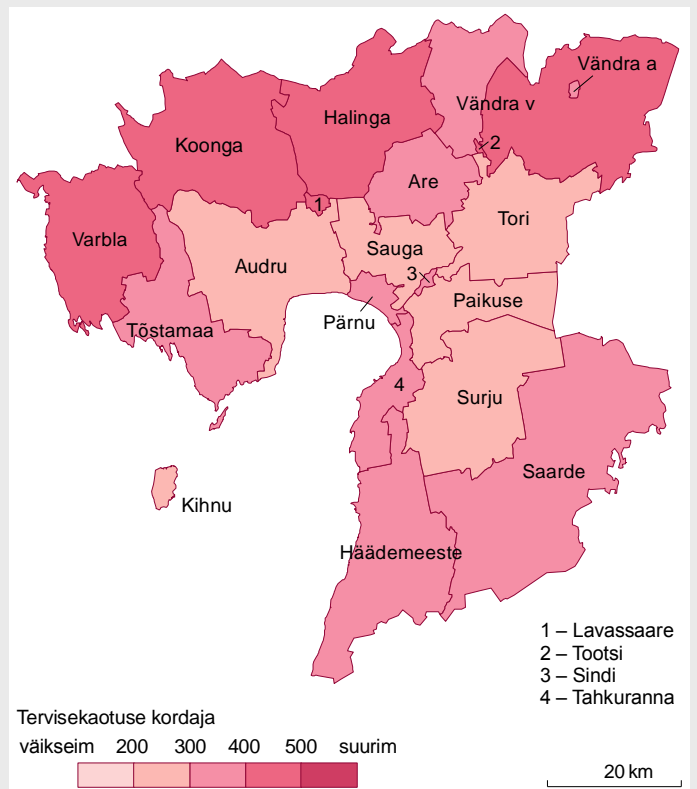 Vändra a
Vändra v
Halinga
Koonga
2
Are
1
Tori
Varbla
Sauga
Audru
3
Paikuse
Pärnu
Tõstamaa
4
Surju
Saarde
Kihnu
Häädemeeste
1 – Lavassaare
2 – Tootsi
3 – Sindi
4 – Tahkuranna
Tervisekaotuse kordaja
väikseim 200 300 400 500 suurim
20 km